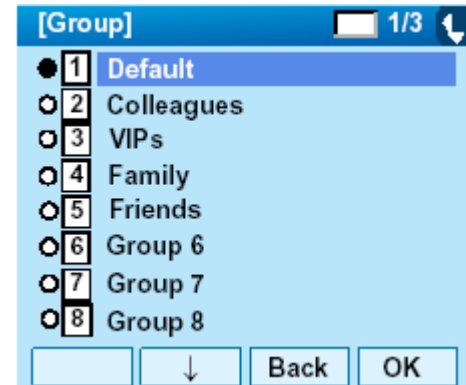 [Group] 1/3
1 Default
2 Colleagues
3 VIPs
4 Family
5 Friends
6 Group 6
7 Group 7
8 Group 8
↓ Back OK